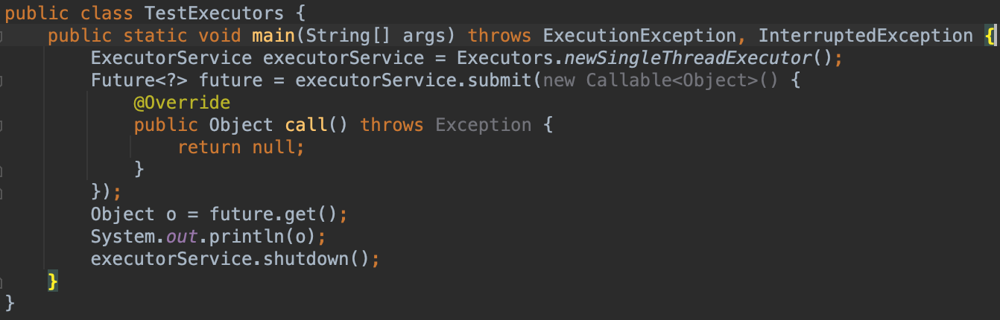 public class TestExecutors {
    public static void main(String[] args) throws ExecutionException, InterruptedException {
        ExecutorService executorService = Executors.newSingleThreadExecutor();
        Future<?> future = executorService.submit(new Callable<Object>() {
            @Override
            public Object call() throws Exception {
                return null;
            }
        });
        Object o = future.get();
        System.out.println(o);
        executorService.shutdown();
    }
}